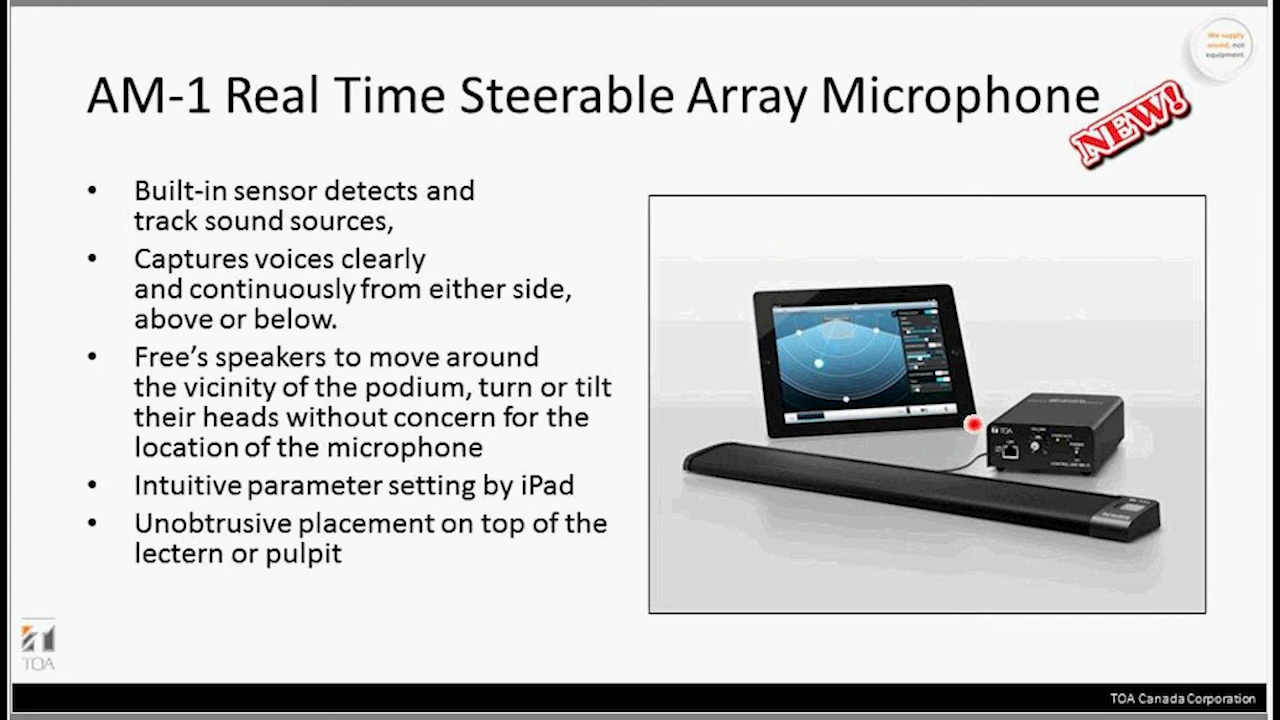 We supply
sound, not
equipment.
AM-1 Real Time Steerable Array Microphone
NEW!
• Built-in sensor detects and
track sound sources,
• Captures voices clearly
and continuously from either side,
above or below.
• Free's speakers to move around
the vicinity of the podium, turn or tilt
their heads without concern for the
location of the microphone
• Intuitive parameter setting by iPad
• Unobtrusive placement on top of the
lectern or pulpit
TOA
TOA
TOA Canada Corporation